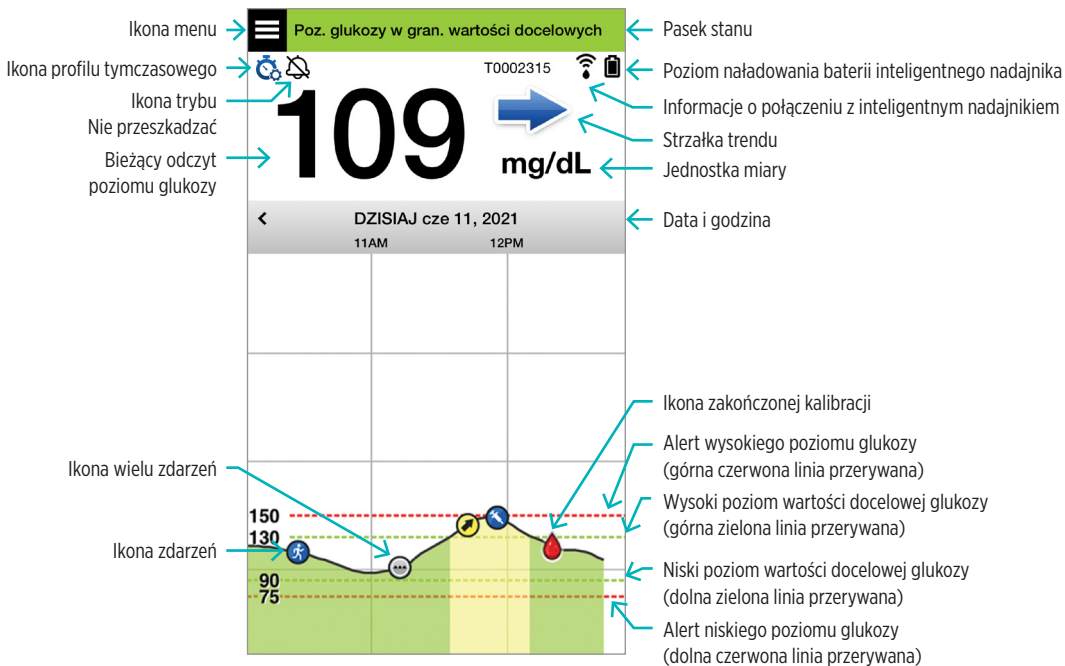 Ikona menu
Poz. glukozy w gran. wartości docelowych
Pasek stanu
Ikona profilu tymczasowego
T0002315
Poziom naładowania baterii inteligentnego nadajnika
Ikona trybu
Nie przeszkadzać
Informacje o połączeniu z inteligentnym nadajnikiem
109
Strzałka trendu
Bieżący odczyt
poziomu glukozy
mg/dL
Jednostka miary
DZISIAJ cze 11, 2021
Data i godzina
11AM
12PM
Ikona zakończonej kalibracji
Alert wysokiego poziomu glukozy
(górna czerwona linia przerywana)
Ikona wielu zdarzeń
Wysoki poziom wartości docelowej glukozy
(górna zielona linia przerywana)
150
130
Ikona zdarzeń
90
75
Niski poziom wartości docelowej glukozy
(dolna zielona linia przerywana)
Alert niskiego poziomu glukozy
(dolna czerwona linia przerywana)